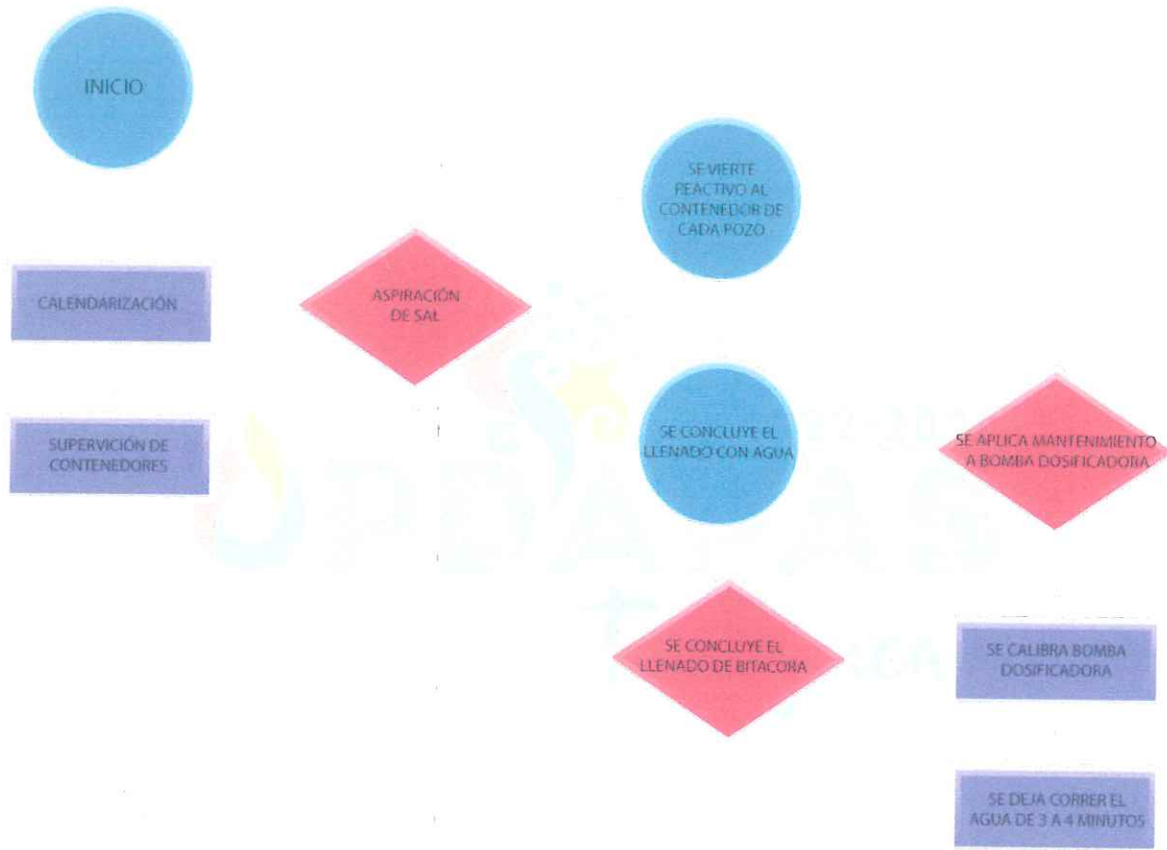 INICIO
CALENDARIZACIÓN
SUPERVICIÓN DE
CONTENEDORES
ASPIRACIÓN
DE SAL
SE VIERTE
REACTIVO AL
CONTENEDOR DE
CADA POZO
SE CONCLUYE EL
LLENADO CON AGUA
SE CONCLUYE EL
LLENADO DE BITACORA
SE APLICA MANTENIMIENTO
A BOMBA DOSIFICADORA
SE CALIBRA BOMBA
DOSIFICADORA
SE DEJA CORRER EL
AGUA DE 3 A 4 MINUTOS
OPDAPAS